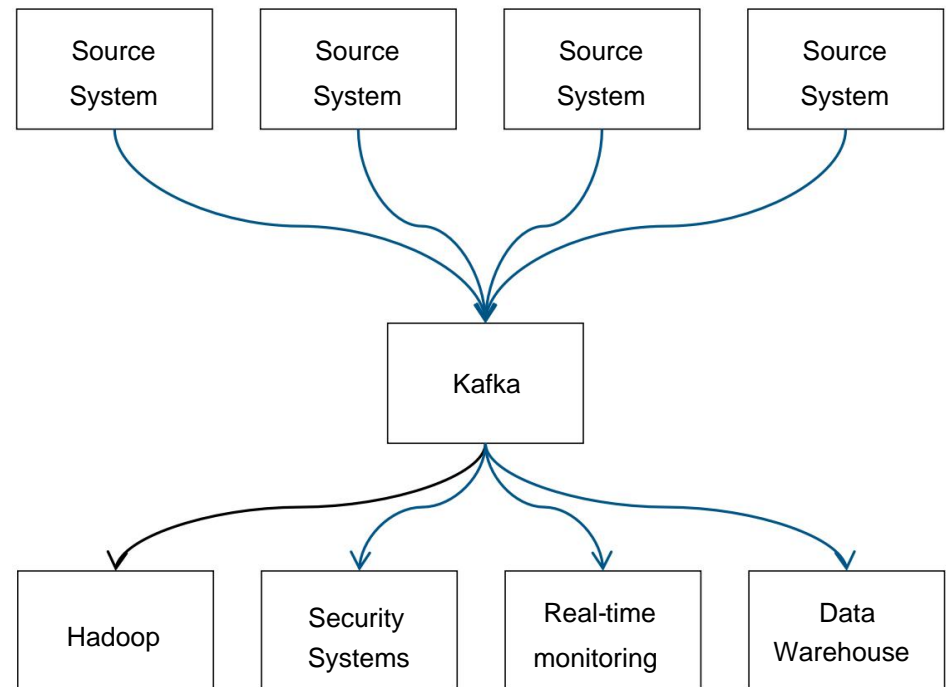 Source
System
Source
System
Source
System
Source
System
Kafka
Hadoop
Security
Systems
Real-time
monitoring
Data
Warehouse